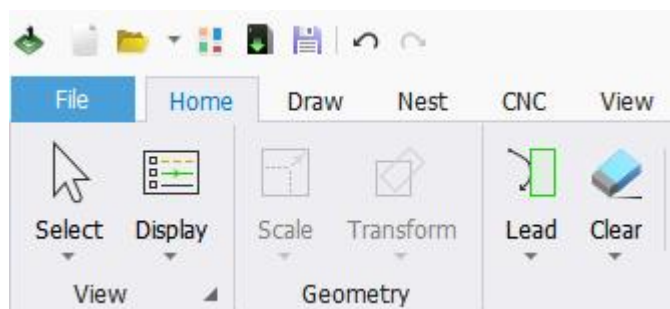 File Home Draw Nest CNC View
Select Display Scale Transform Lead Clear
View Geometry